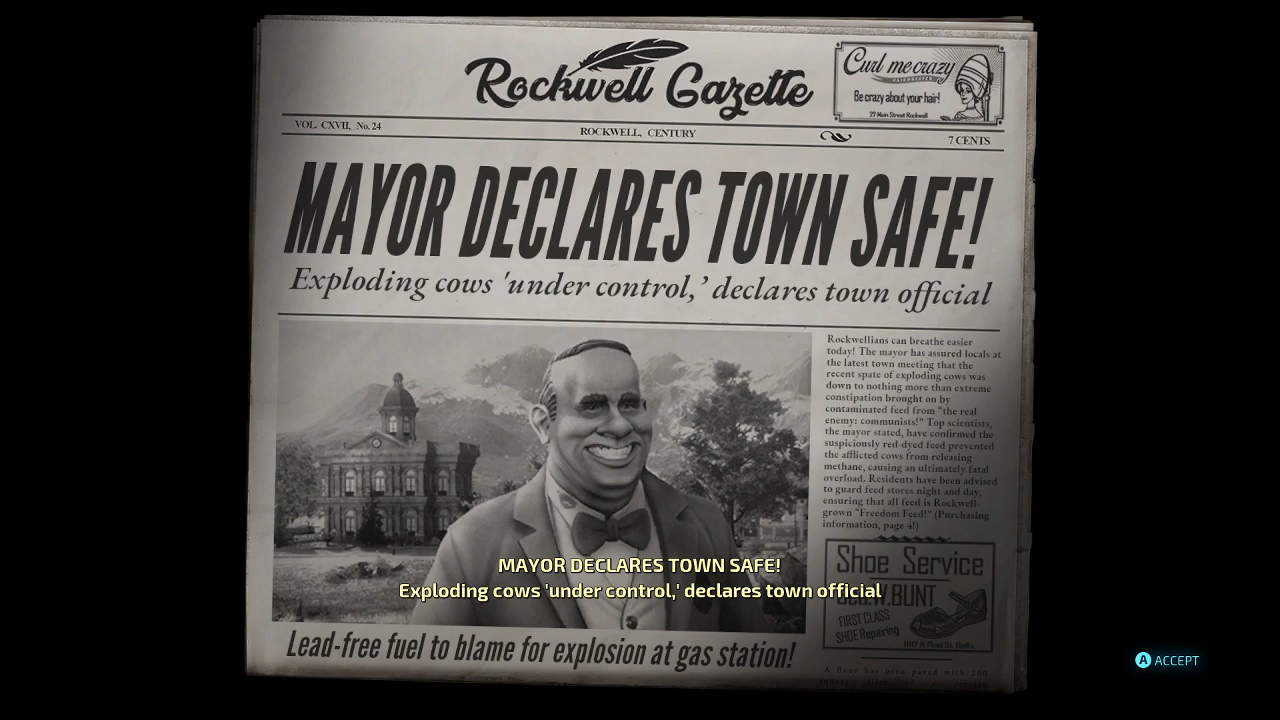 Rockwell Gazette
Curl me crazy
HAIRDRESSER
Be crazy about your hair!
27 Main Street Rockwell
VOL. CXVII, No. 24
ROCKWELL, CENTURY
7 CENTS
MAYOR DECLARES TOWN SAFE!
Exploding cows 'under control,' declares town official
Rockwellians can breathe easier
today! The mayor has assured locals at
the latest town meeting that the
recent spate of exploding cows was
down to nothing more than extreme
constipation brought on by
contaminated feed from "the real
enemy: communists!" Top scientists,
the mayor stated, have confirmed the
suspiciously red-dyed feed prevented
the afflicted cows from releasing
methane, causing an ultimately fatal
overload. Residents have been advised
to guard feed stores night and day,
ensuring that all feed is Rockwell-
grown "Freedom Feed!" (Purchasing
information, page 4!)
Shoe Service
W.BUNT
FIRST CLASS
SHOE Repairing
MAYOR DECLARES TOWN SAFE!
Exploding cows 'under control,' declares town official
Lead-free fuel to blame for explosion at gas station!
A floor has been paved with 200
A ACCEPT